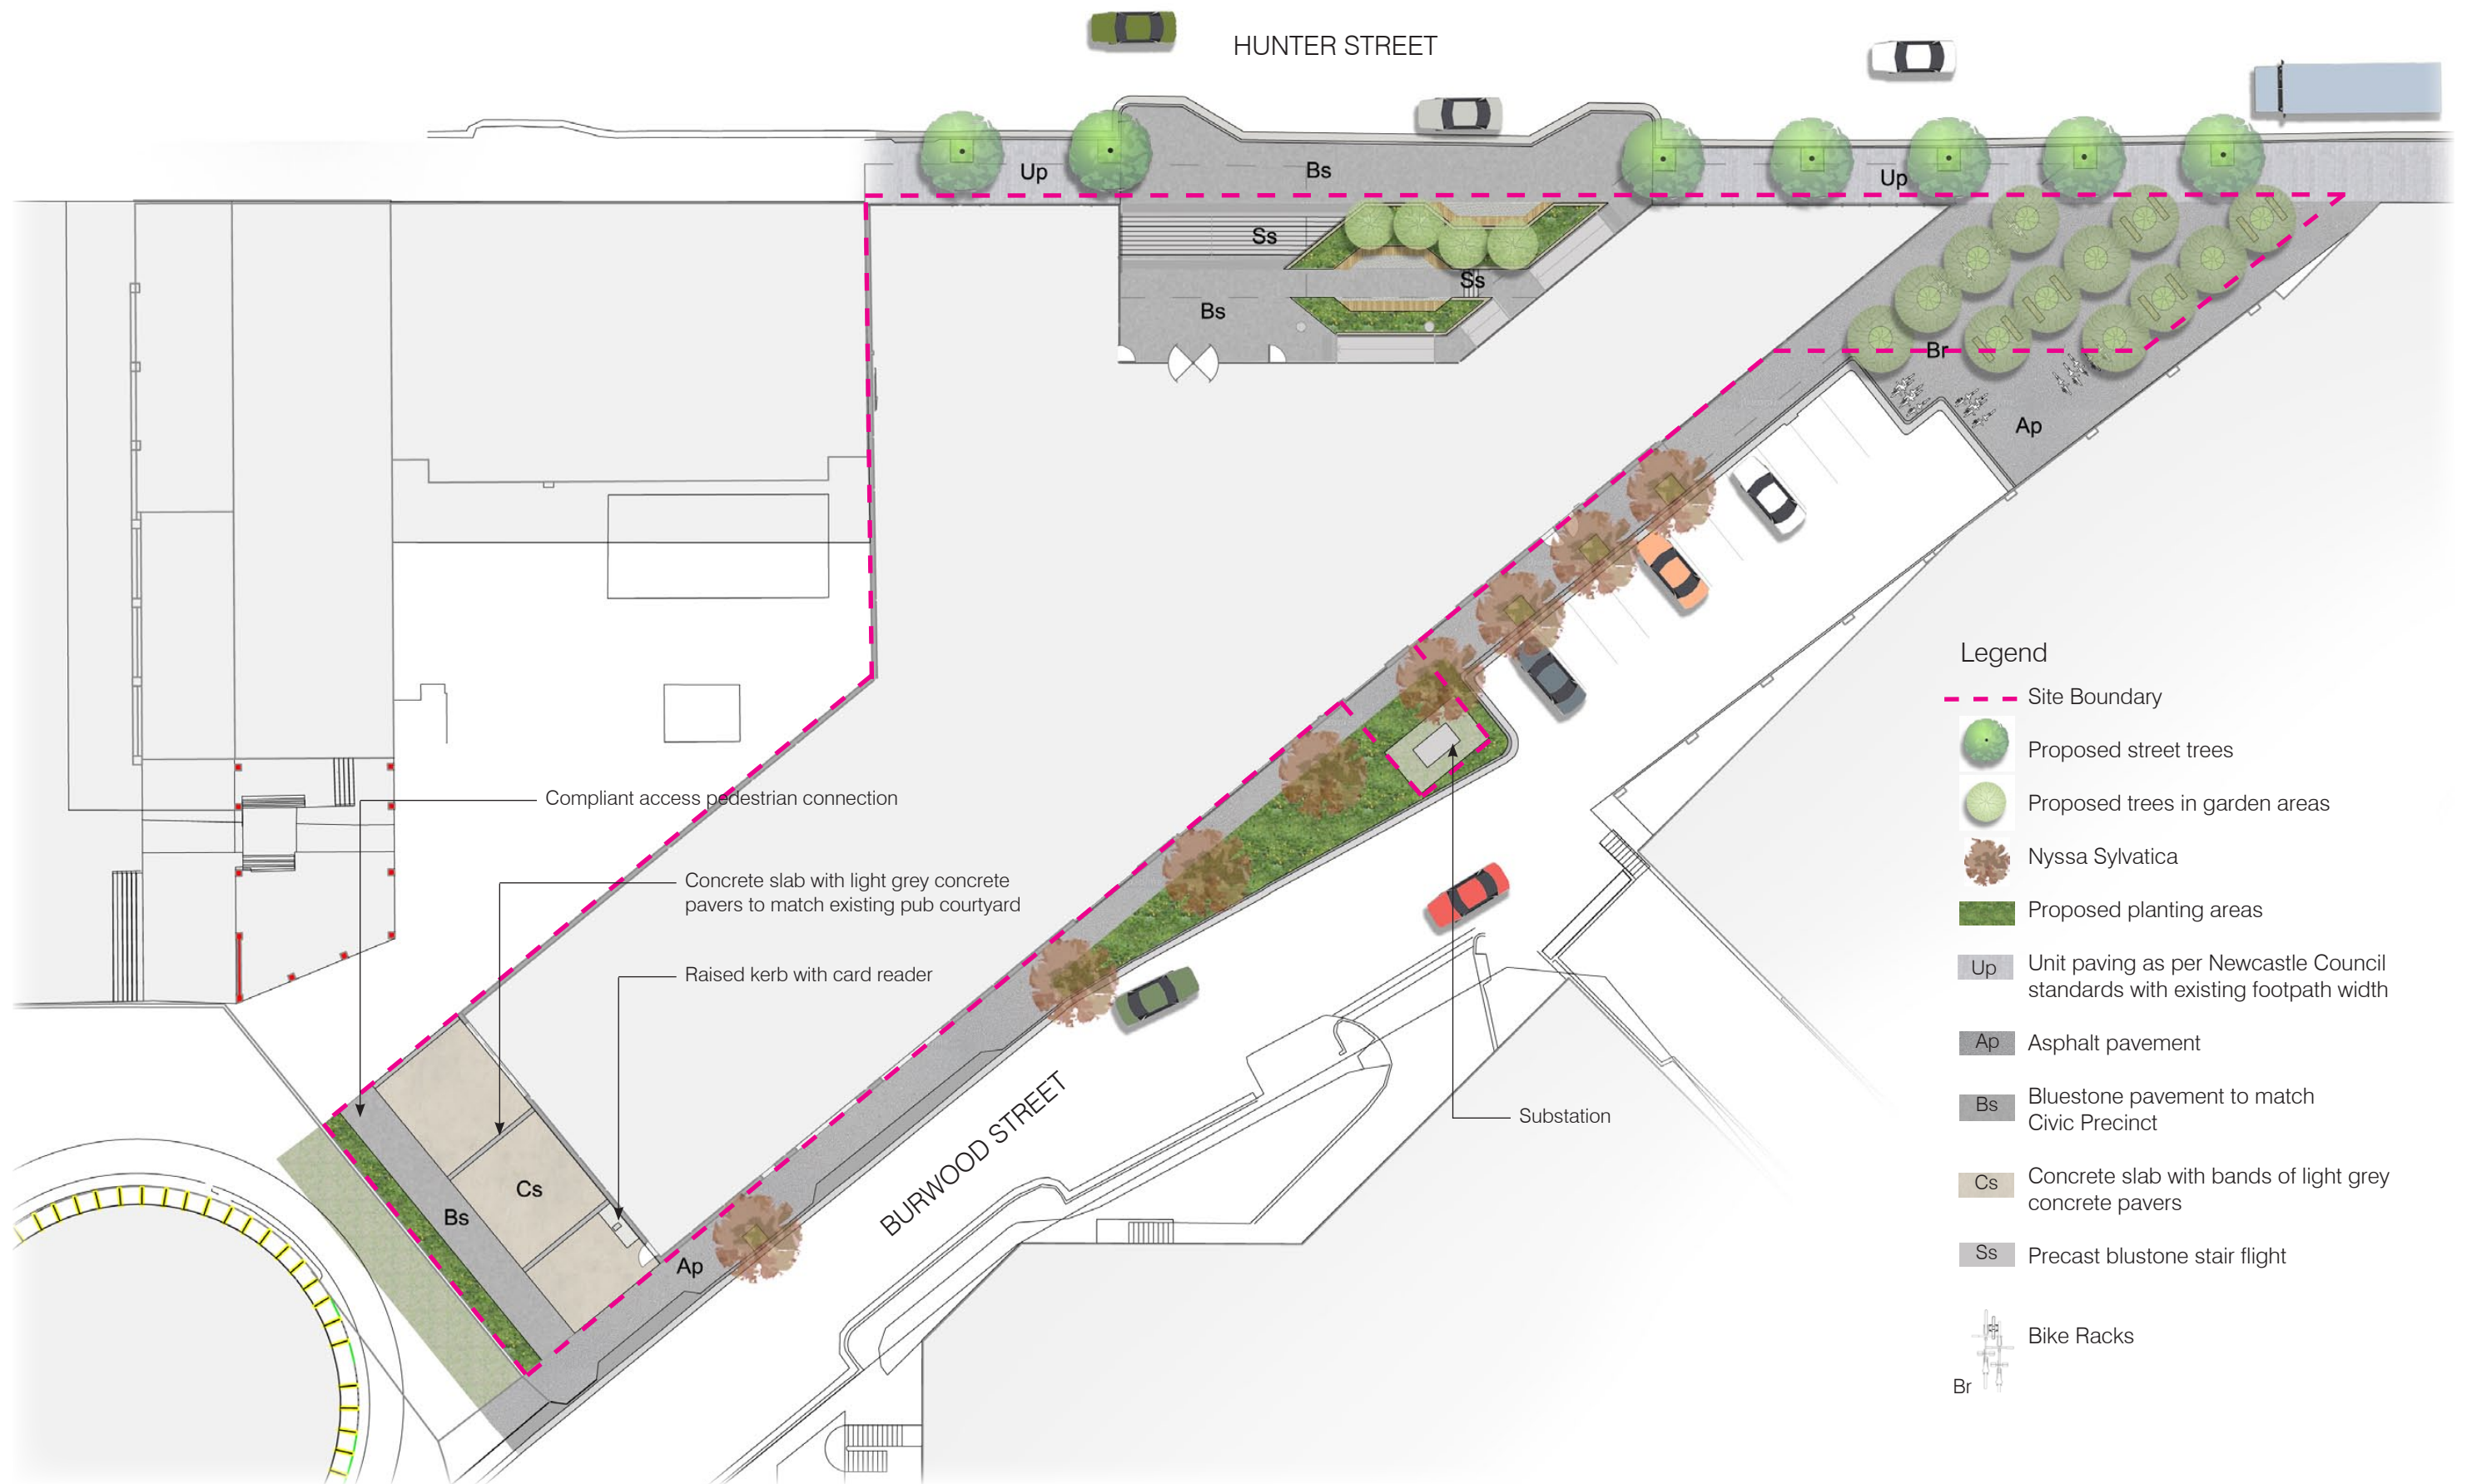 HUNTER STREET
Up
Bs
Up
Ss
Ss
Bs
Br
Ap
Compliant access pedestrian connection
Concrete slab with light grey concrete
pavers to match existing pub courtyard
Raised kerb with card reader
Cs
Bs
Ap
BURWOOD STREET
Substation
Legend
Site Boundary
Proposed street trees
Proposed trees in garden areas
Nyssa Sylvatica
Proposed planting areas
Up Unit paving as per Newcastle Council
standards with existing footpath width
Ap Asphalt pavement
Bs Bluestone pavement to match
Civic Precinct
Cs Concrete slab with bands of light grey
concrete pavers
Ss Precast blustone stair flight
Bike Racks
Br